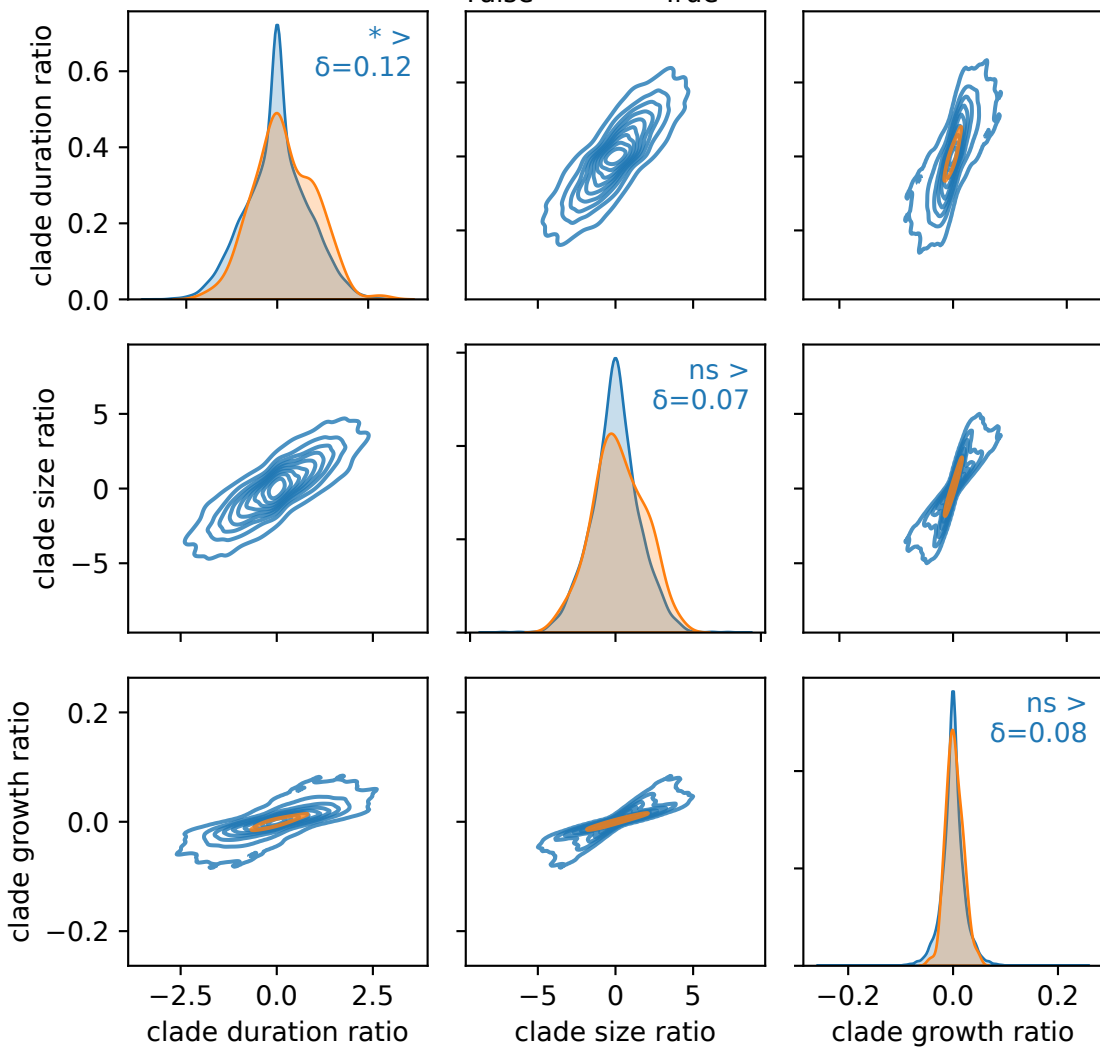 * >
δ=0.12
0.6
0.4
0.2
0.0
clade duration ratio
ns >
δ=0.07
5
0
−5
clade size ratio
ns >
δ=0.08
0.2
0.0
−0.2
clade growth ratio
−2.5 0.0 2.5
−5 0 5
−0.2 0.0 0.2
clade duration ratio
clade size ratio
clade growth ratio